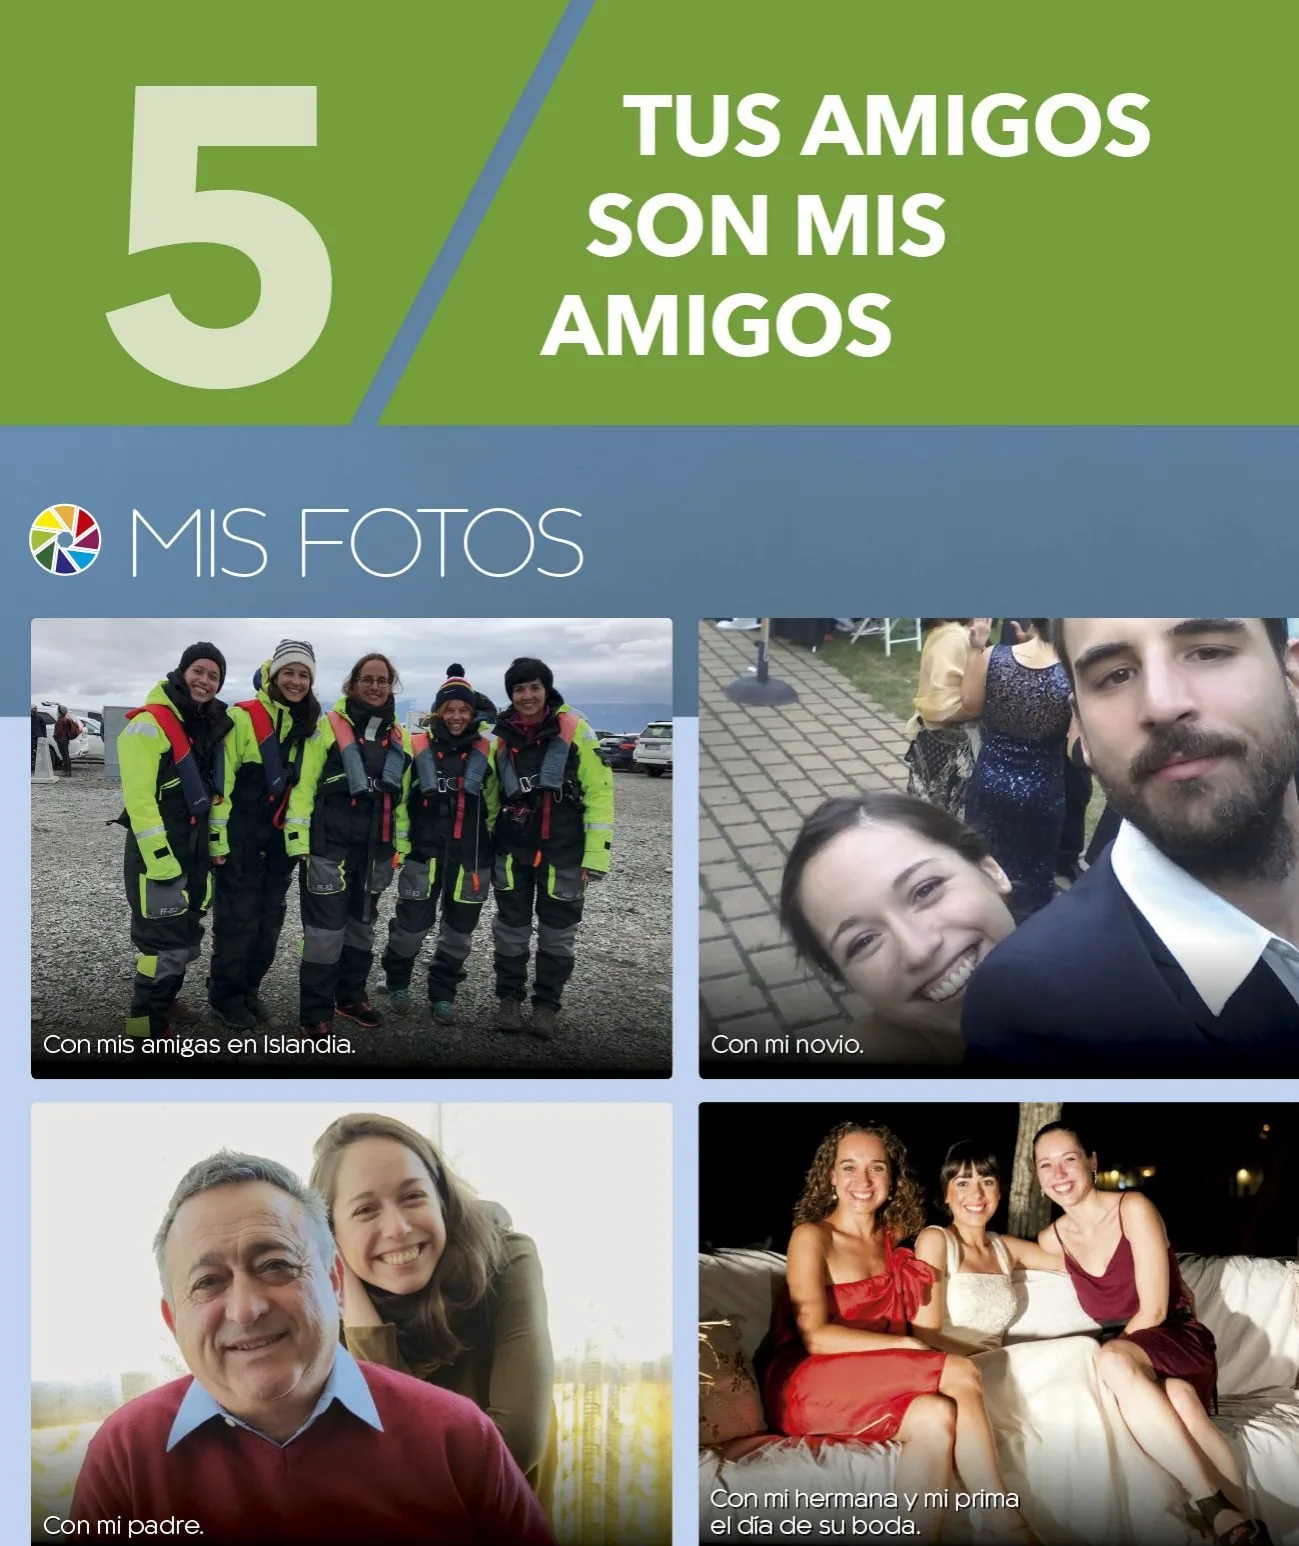 5
TUS AMIGOS
SON MIS
AMIGOS
MIS FOTOS
Con mis amigas en Islandia.
Con mi novio.
Con mi padre.
Con mi hermana y mi prima
el día de su boda.